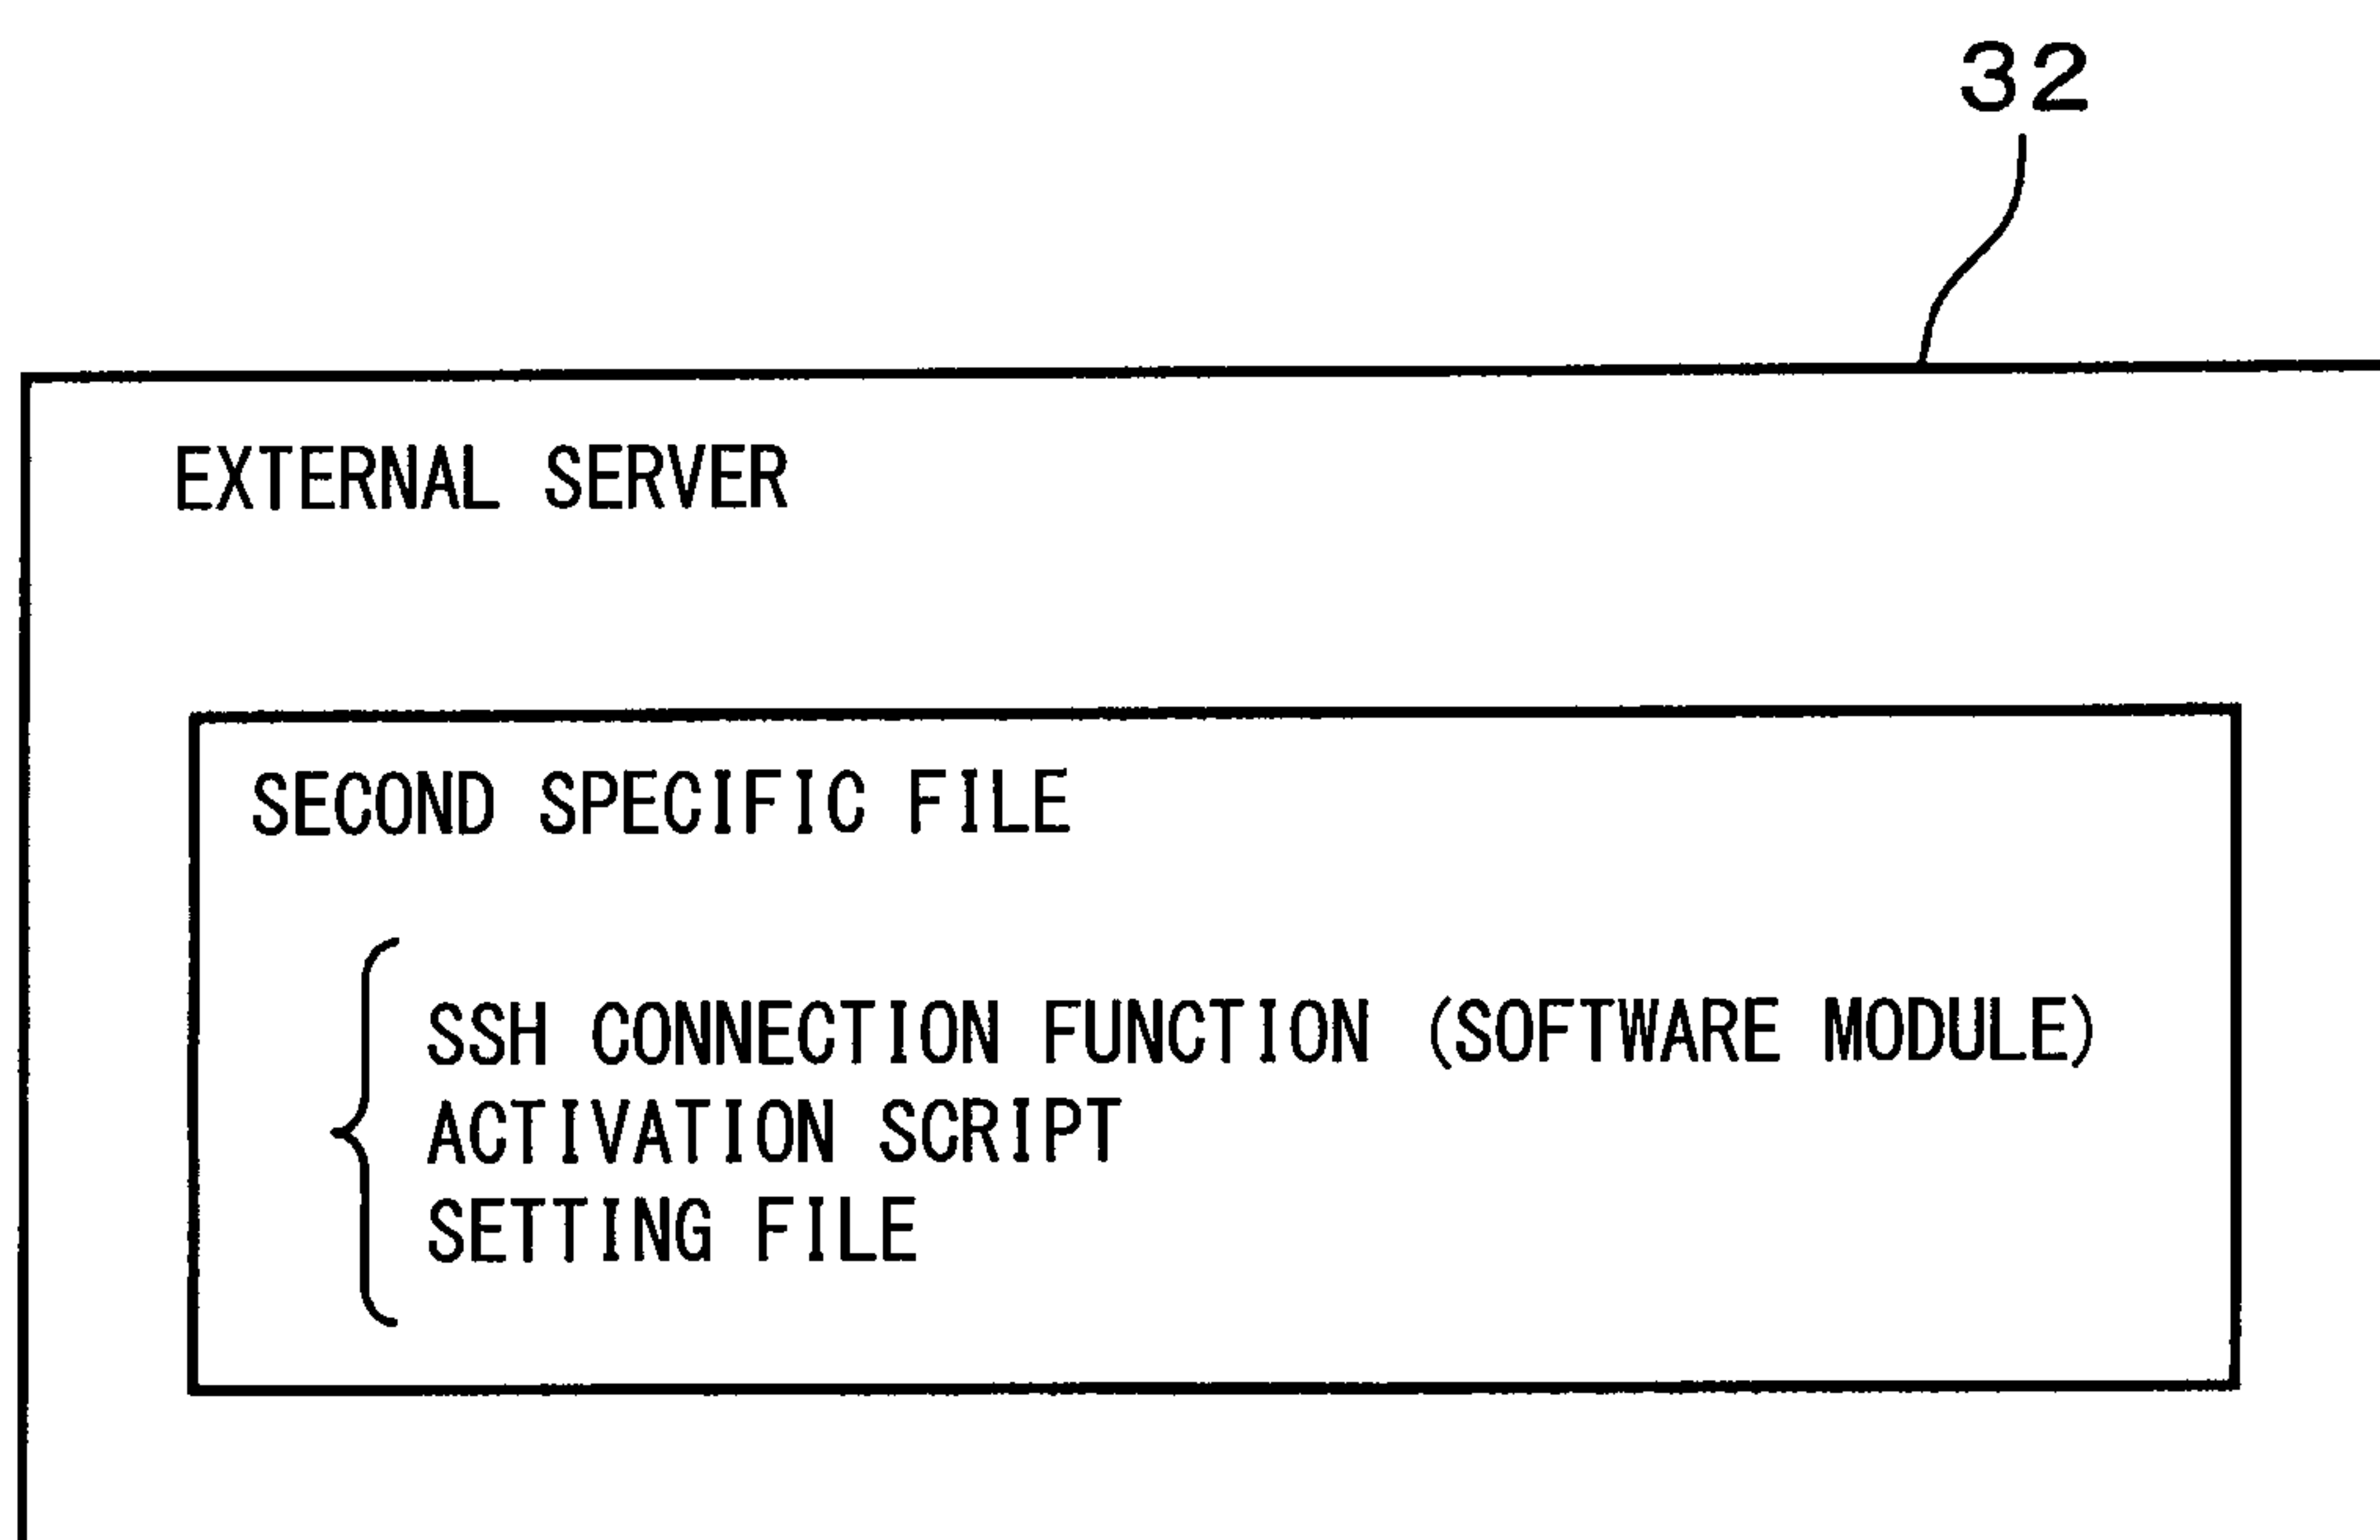 32
EXTERNAL SERVER
SECOND SPECIFIC FILE
SSH CONNECTION FUNCTION (SOFTWARE MODULE)
ACTIVATION SCRIPT
SETTING FILE